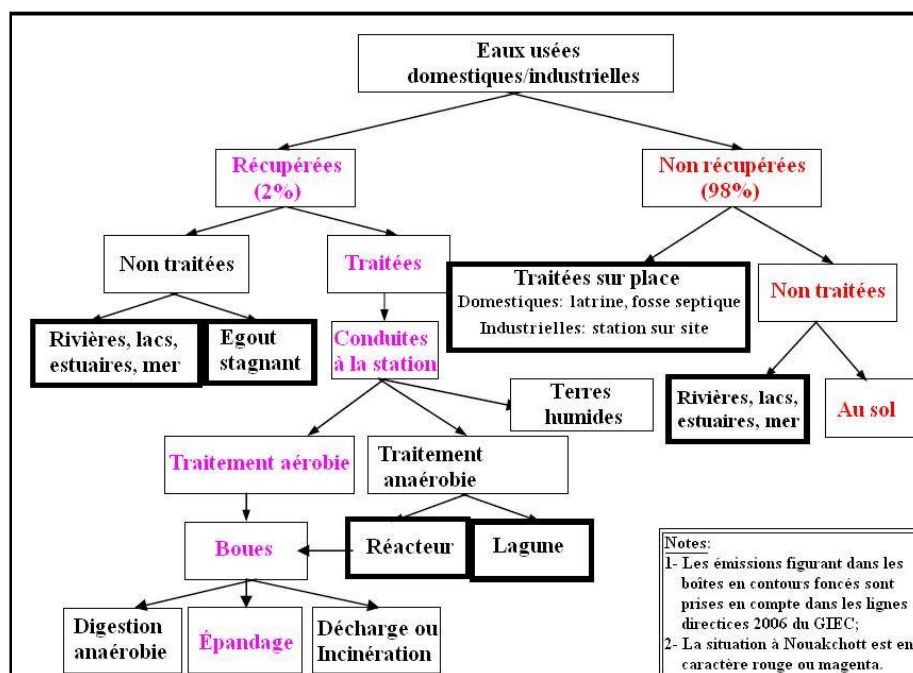 Eaux usées
domestiques/industrielles
Récupérées
(2%)
Non récupérées
(98%)
Non traitées
Traitées
Traitées sur place
Domestiques: latrine, fosse septique
Industrielles: station sur site
Non traitées
Rivières, lacs,
estuaires, mer
Egout
stagnant
Conduites
à la station
Terres
humides
Rivières, lacs,
estuaires, mer
Au sol
Traitement aérobie
Traitement
anaérobie
Boues
Réacteur
Lagune
Digestion
anaérobie
Épandage
Décharge ou
Incinération
Notes:
1- Les émissions figurant dans les
boîtes en contours foncés sont
prises en compte dans les lignes
directices 2006 du GIEC;
2- La situation à Nouakchott est en
caractère rouge ou magenta.